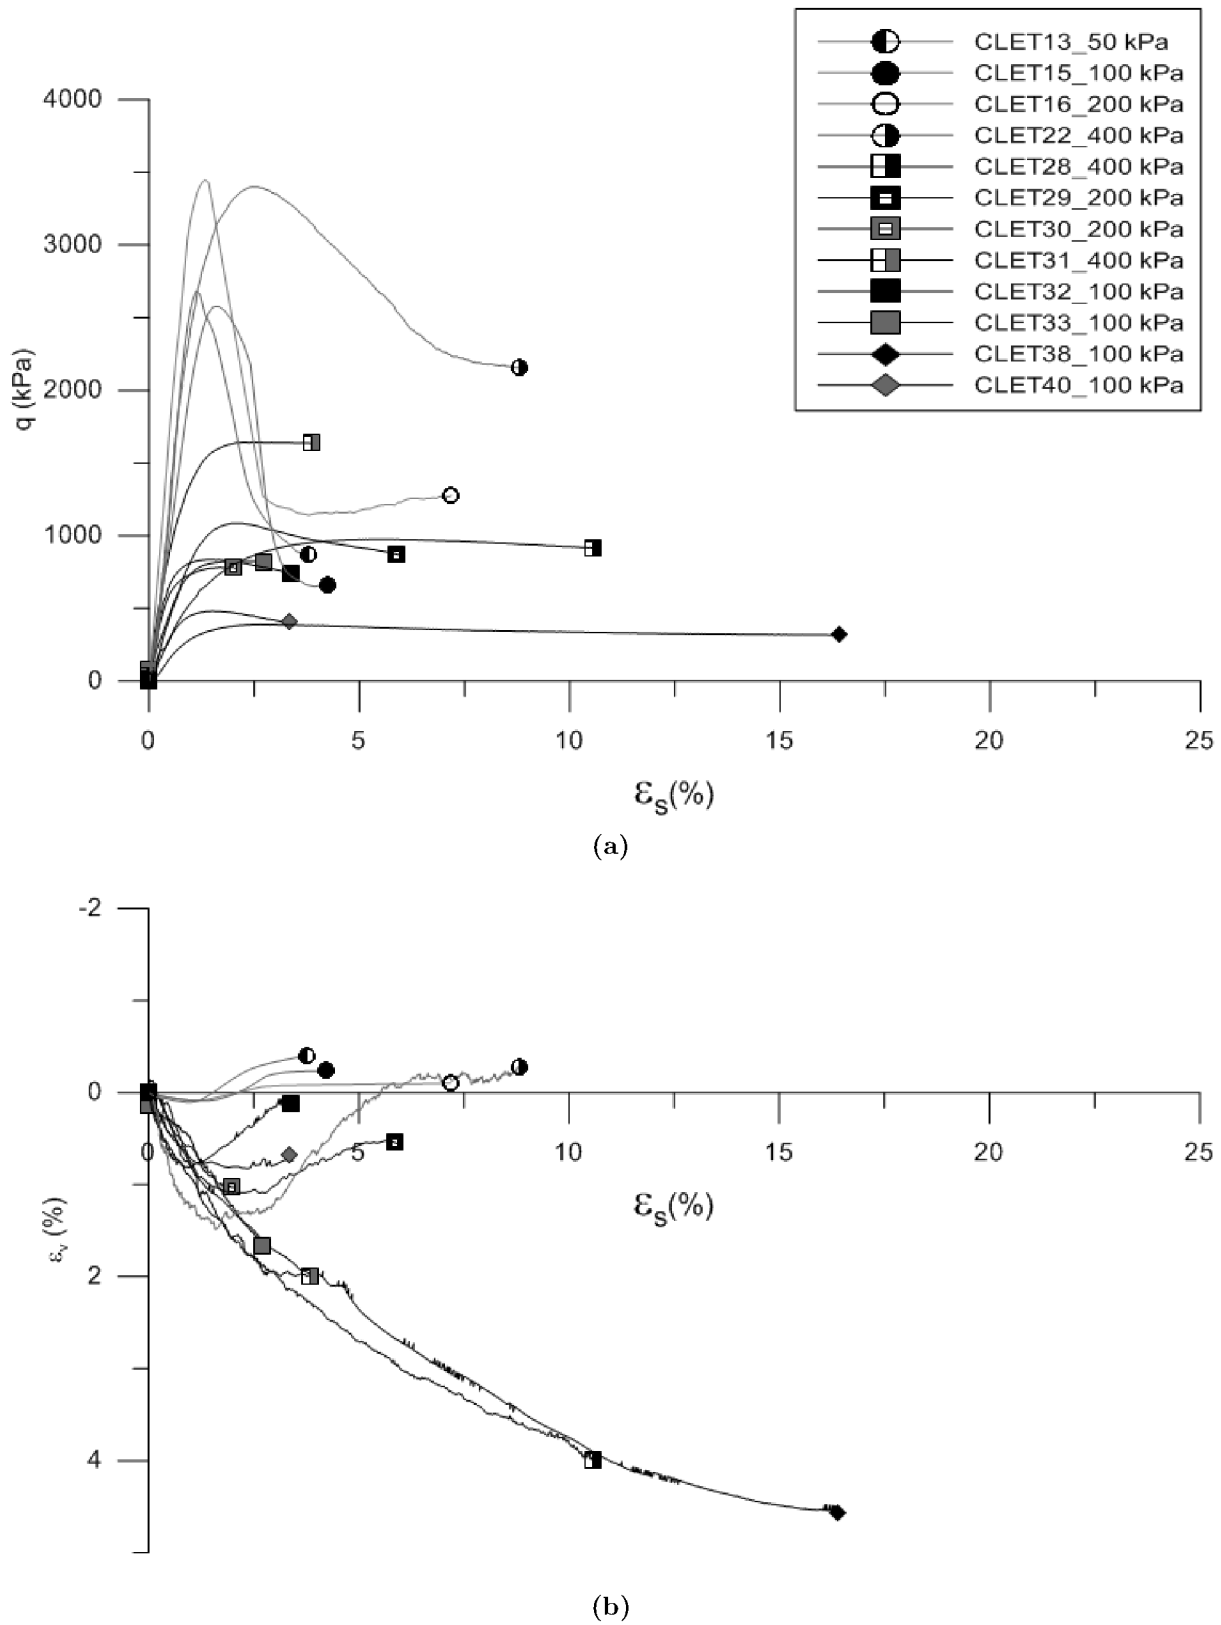 CLET13_50 kPa
CLET15_100 kPa
CLET16_200 kPa
CLET22_400 kPa
CLET28_400 kPa
CLET29_200 kPa
CLET30_200 kPa
CLET31_400 kPa
CLET32_100 kPa
CLET33_100 kPa
CLET38_100 kPa
CLET40_100 kPa
4000
3000
2000
1000
0
q (kPa)
0 5 10 15 20 25
εs(%)
(a)
-2
0
2
4
εv (%)
0 5 10 15 20 25
εs(%)
(b)